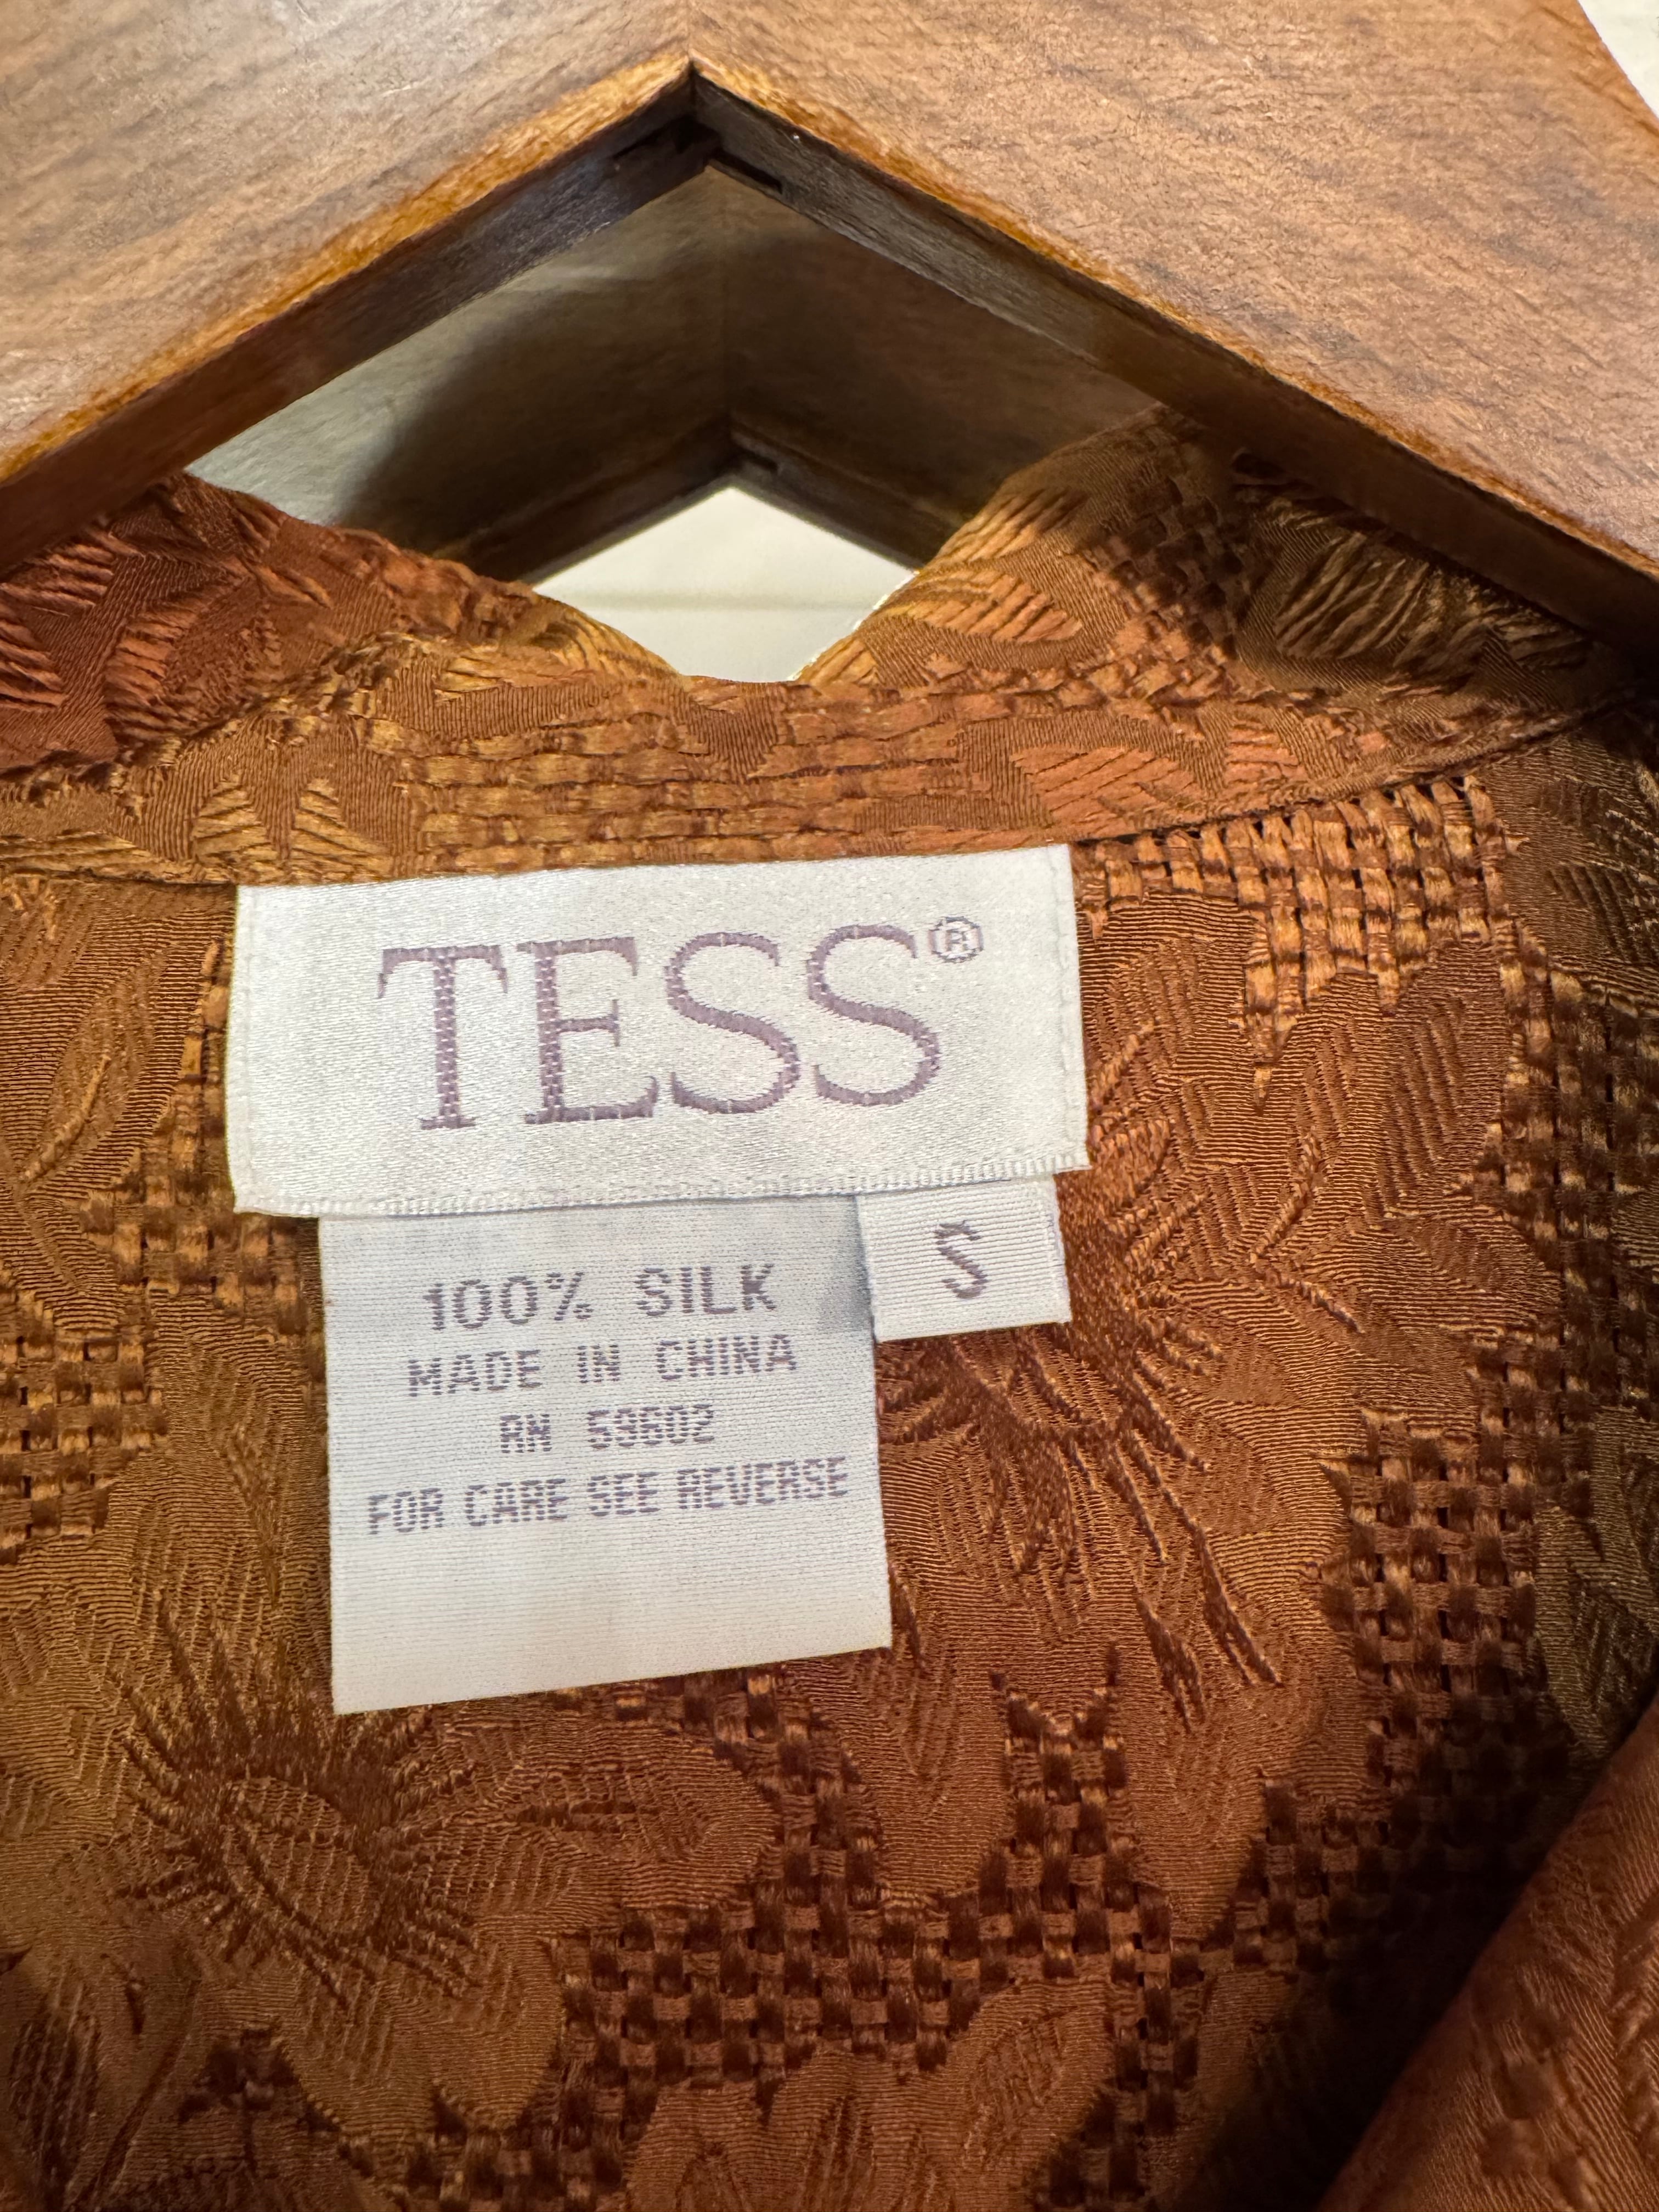 TESS®
S
100% SILK
MADE IN CHINA
RN 59602
FOR CARE SEE REVERSE